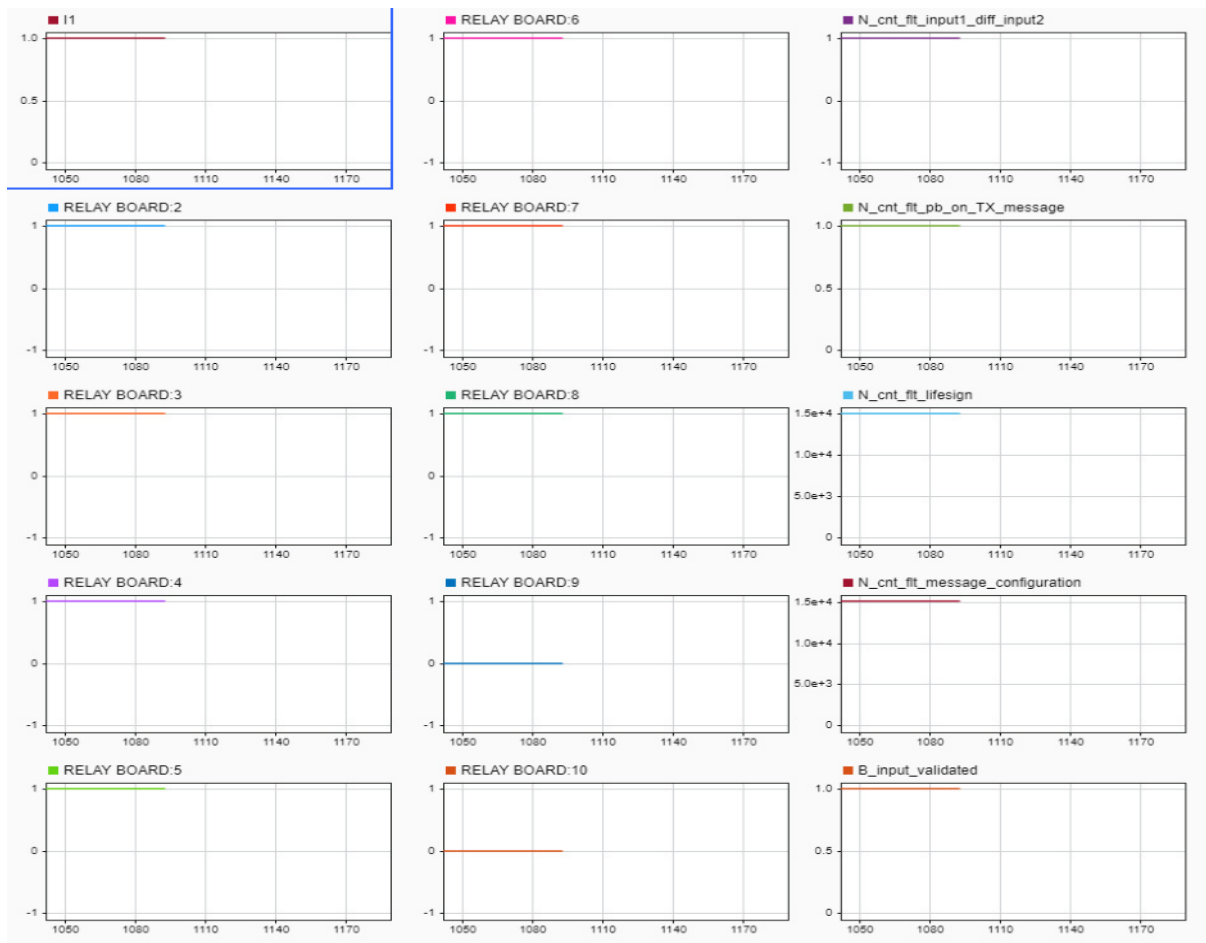 I1
1.0
0.5
0
1050 1080 1110 1140 1170
RELAY BOARD:6
1
0
-1
1050 1080 1110 1140 1170
N_cnt_flt_input1_diff_input2
1
0
-1
1050 1080 1110 1140 1170
RELAY BOARD:2
1
0
-1
1050 1080 1110 1140 1170
RELAY BOARD:7
1
0
-1
1050 1080 1110 1140 1170
N_cnt_flt_pb_on_TX_message
1.0
0.5
0
1050 1080 1110 1140 1170
RELAY BOARD:3
1
0
-1
1050 1080 1110 1140 1170
RELAY BOARD:8
1
0
-1
1050 1080 1110 1140 1170
N_cnt_flt_lifesign
1.5e+4
1.0e+4
5.0e+3
0
1050 1080 1110 1140 1170
RELAY BOARD:4
1
0
-1
1050 1080 1110 1140 1170
RELAY BOARD:9
1
0
-1
1050 1080 1110 1140 1170
N_cnt_flt_message_configuration
1.5e+4
1.0e+4
5.0e+3
0
1050 1080 1110 1140 1170
RELAY BOARD:5
1
0
-1
1050 1080 1110 1140 1170
RELAY BOARD:10
1
0
-1
1050 1080 1110 1140 1170
B_input_validated
1.0
0.5
0
1050 1080 1110 1140 1170